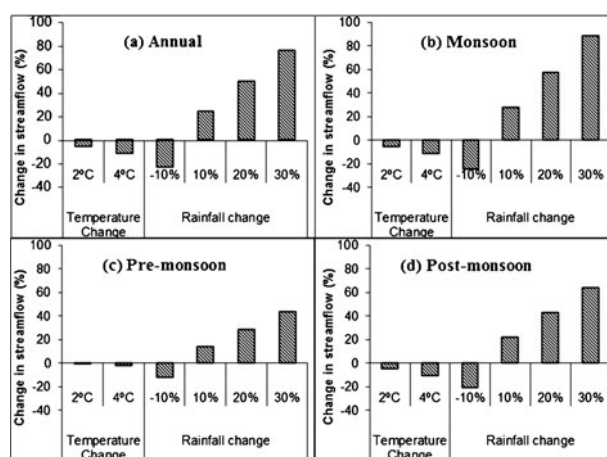 (a) Annual
Change in streamflow (%)
100
80
60
40
20
0
-20
-40
2ºC 4ºC -10% 10% 20% 30%
Temperature Change
Rainfall change
(b) Monsoon
Change in streamflow (%)
100
80
60
40
20
0
-20
-40
2ºC 4ºC -10% 10% 20% 30%
Temperature Change
Rainfall change
(c) Pre-monsoon
Change in streamflow (%)
100
80
60
40
20
0
-20
-40
2ºC 4ºC -10% 10% 20% 30%
Temperature Change
Rainfall change
(d) Post-monsoon
Change in streamflow (%)
100
80
60
40
20
0
-20
-40
2ºC 4ºC -10% 10% 20% 30%
Temperature Change
Rainfall change